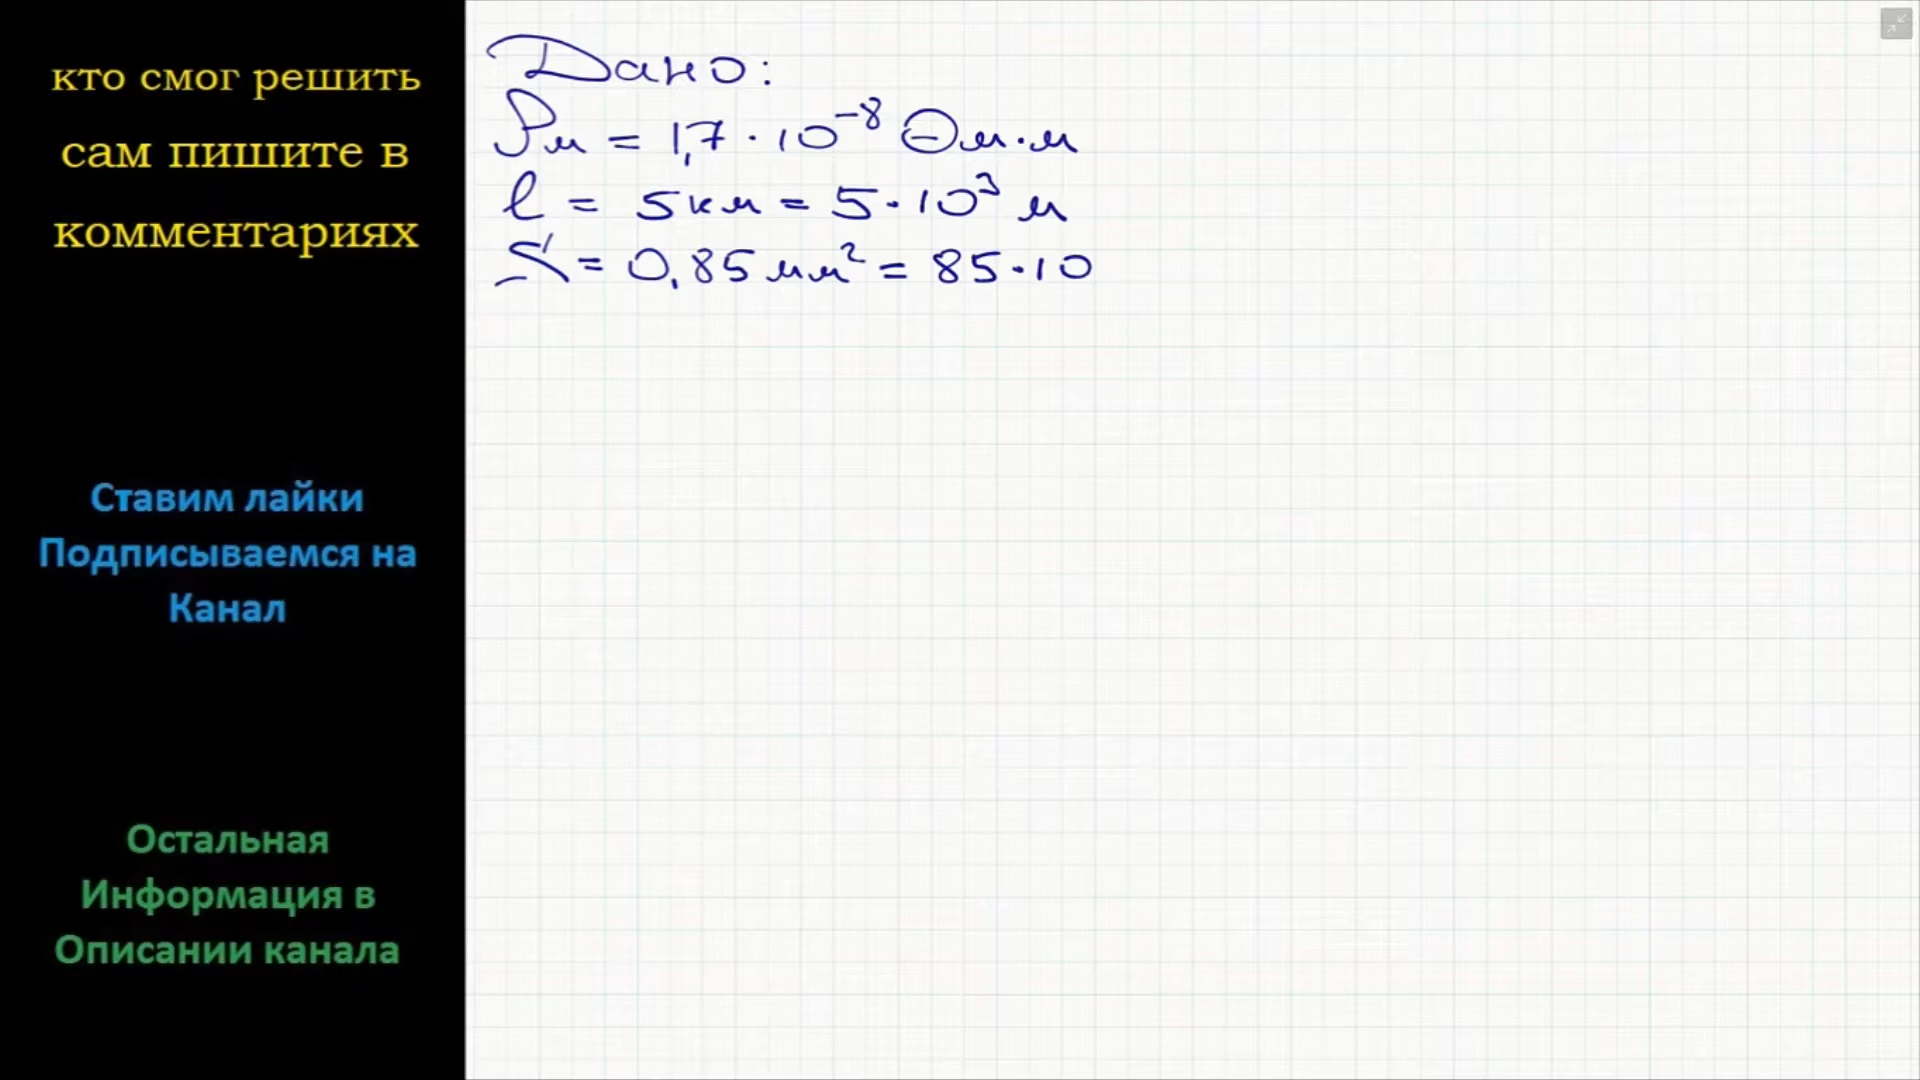 кто смог решить
сам пишите в
комментариях
Ставим лайки
Подписываемся на
Канал
Остальная
Информация в
Описании канала
Дано:
ρм = 1,7 · 10⁻⁸ Ом·м
l = 5км = 5·10³ м
S = 0,85 мм² = 85·10